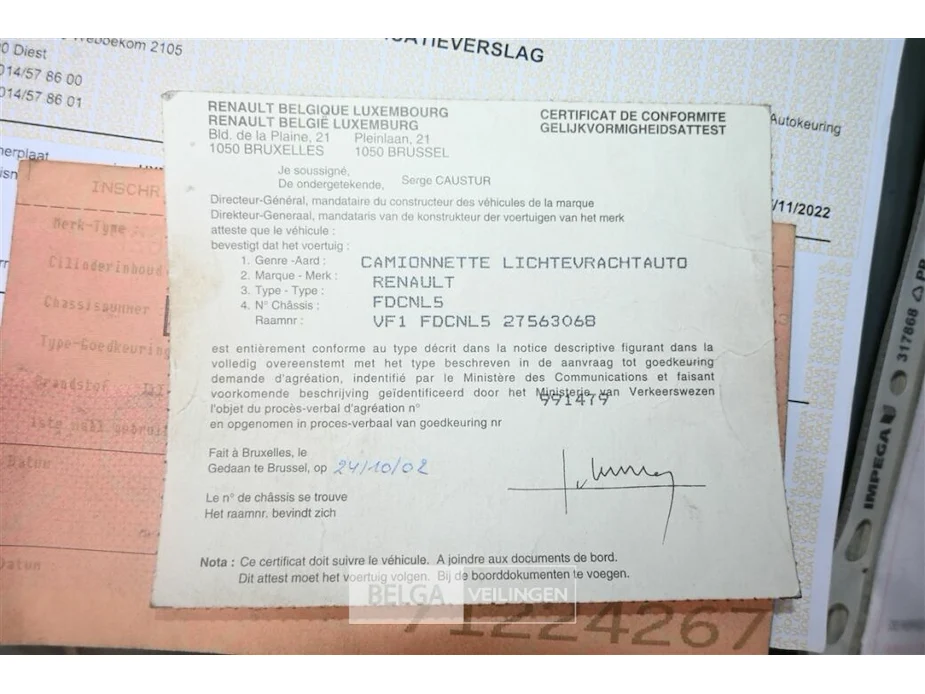 Webbekom 2105
0 Diest
014/57 86 00
014/57 86 01
CATIEVERSLAG
Autokeuring
/11/2022
RENAULT BELGIQUE LUXEMBOURG
RENAULT BELGIË LUXEMBURG
Bld. de la Plaine, 21 Pleinlaan, 21
1050 BRUXELLES 1050 BRUSSEL
CERTIFICAT DE CONFORMITE
GELIJKVORMIGHEIDSATTEST
Je soussigné,
De ondergetekende, Serge CAUSTUR
Directeur-Général, mandataire du constructeur des véhicules de la marque
Direkteur-Generaal, mandataris van de konstrukteur der voertuigen van het merk
atteste que le véhicule :
bevestigt dat het voertuig :
1. Genre -Aard : CAMIONNETTE LICHTEVRACHTAUTO
2. Marque - Merk : RENAULT
3. Type - Type : FDCNL5
4. N° Châssis : VF1 FDCNL5 27563068
Raamnr :
est entièrement conforme au type décrit dans la notice descriptive figurant dans la
volledig overeenstemt met het type beschreven in de aanvraag tot goedkeuring
demande d'agréation, indentifié par le Ministère des Communications et faisant
voorkomende beschrijving geïdentificeerd door het Ministerie van Verkeerswezen
l'objet du procès-verbal d'agréation n° 991479
en opgenomen in proces-verbaal van goedkeuring nr
Fait à Bruxelles, le
Gedaan te Brussel, op 24/10/02
Le n° de châssis se trouve
Het raamnr. bevindt zich
Nota : Ce certificat doit suivre le véhicule. A joindre aux documents de bord.
Dit attest moet het voertuig volgen. Bij de boorddokumenten te voegen.
BELGA VEILINGEN
71224267
INSCHR
Merk-Type
Cilinderinhoud
Chassisnummer
Type-Goedkeuring
Datum
Datum
317868
IMPEGA